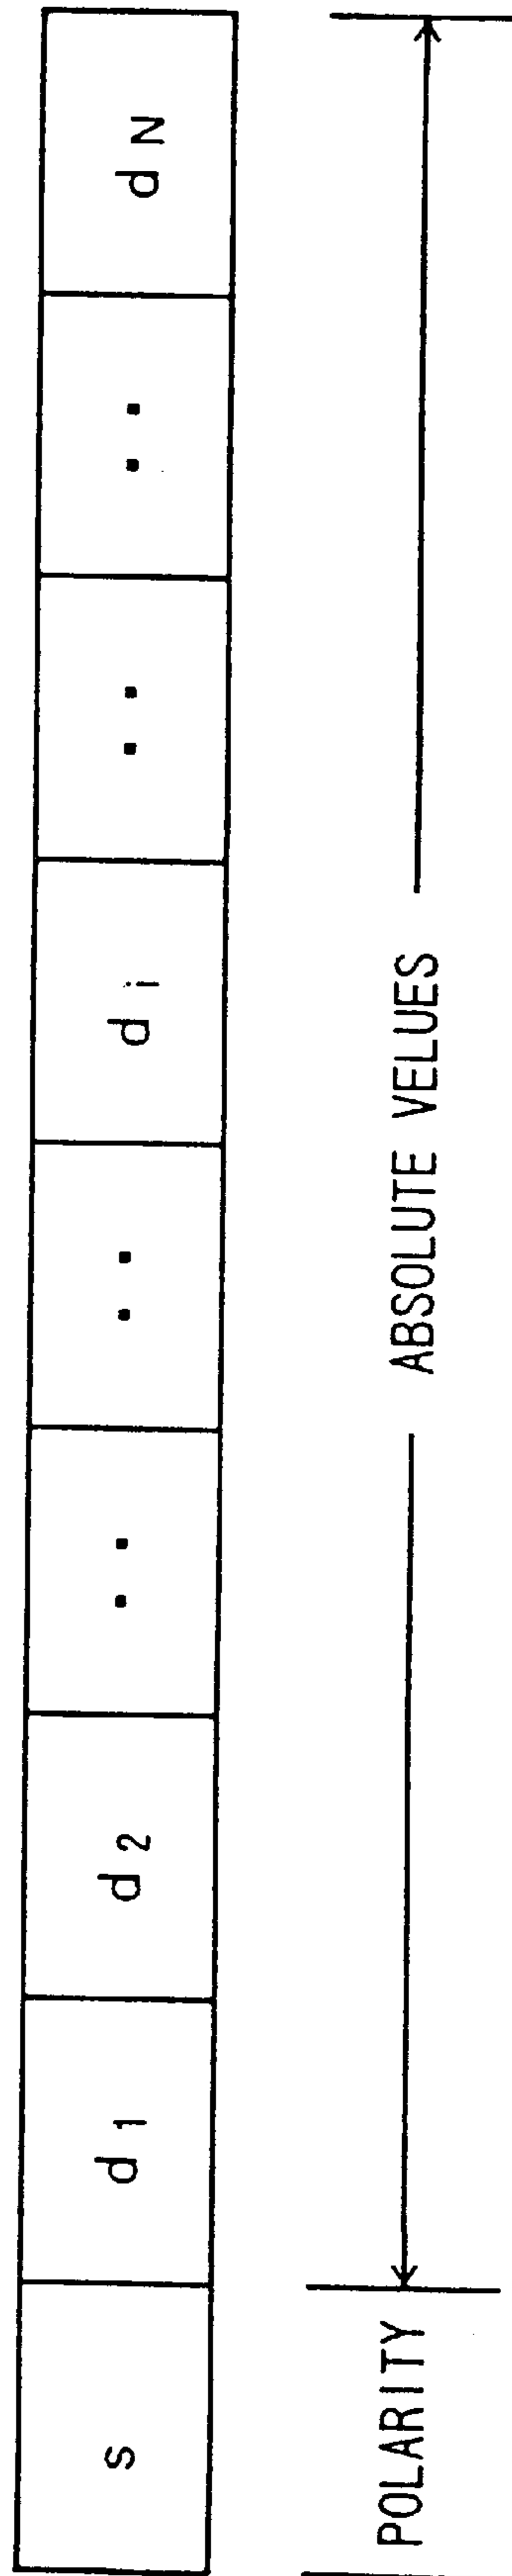 s d1 d2 ·· ·· di ·· ·· dN
POLARITY ABSOLUTE VELUES